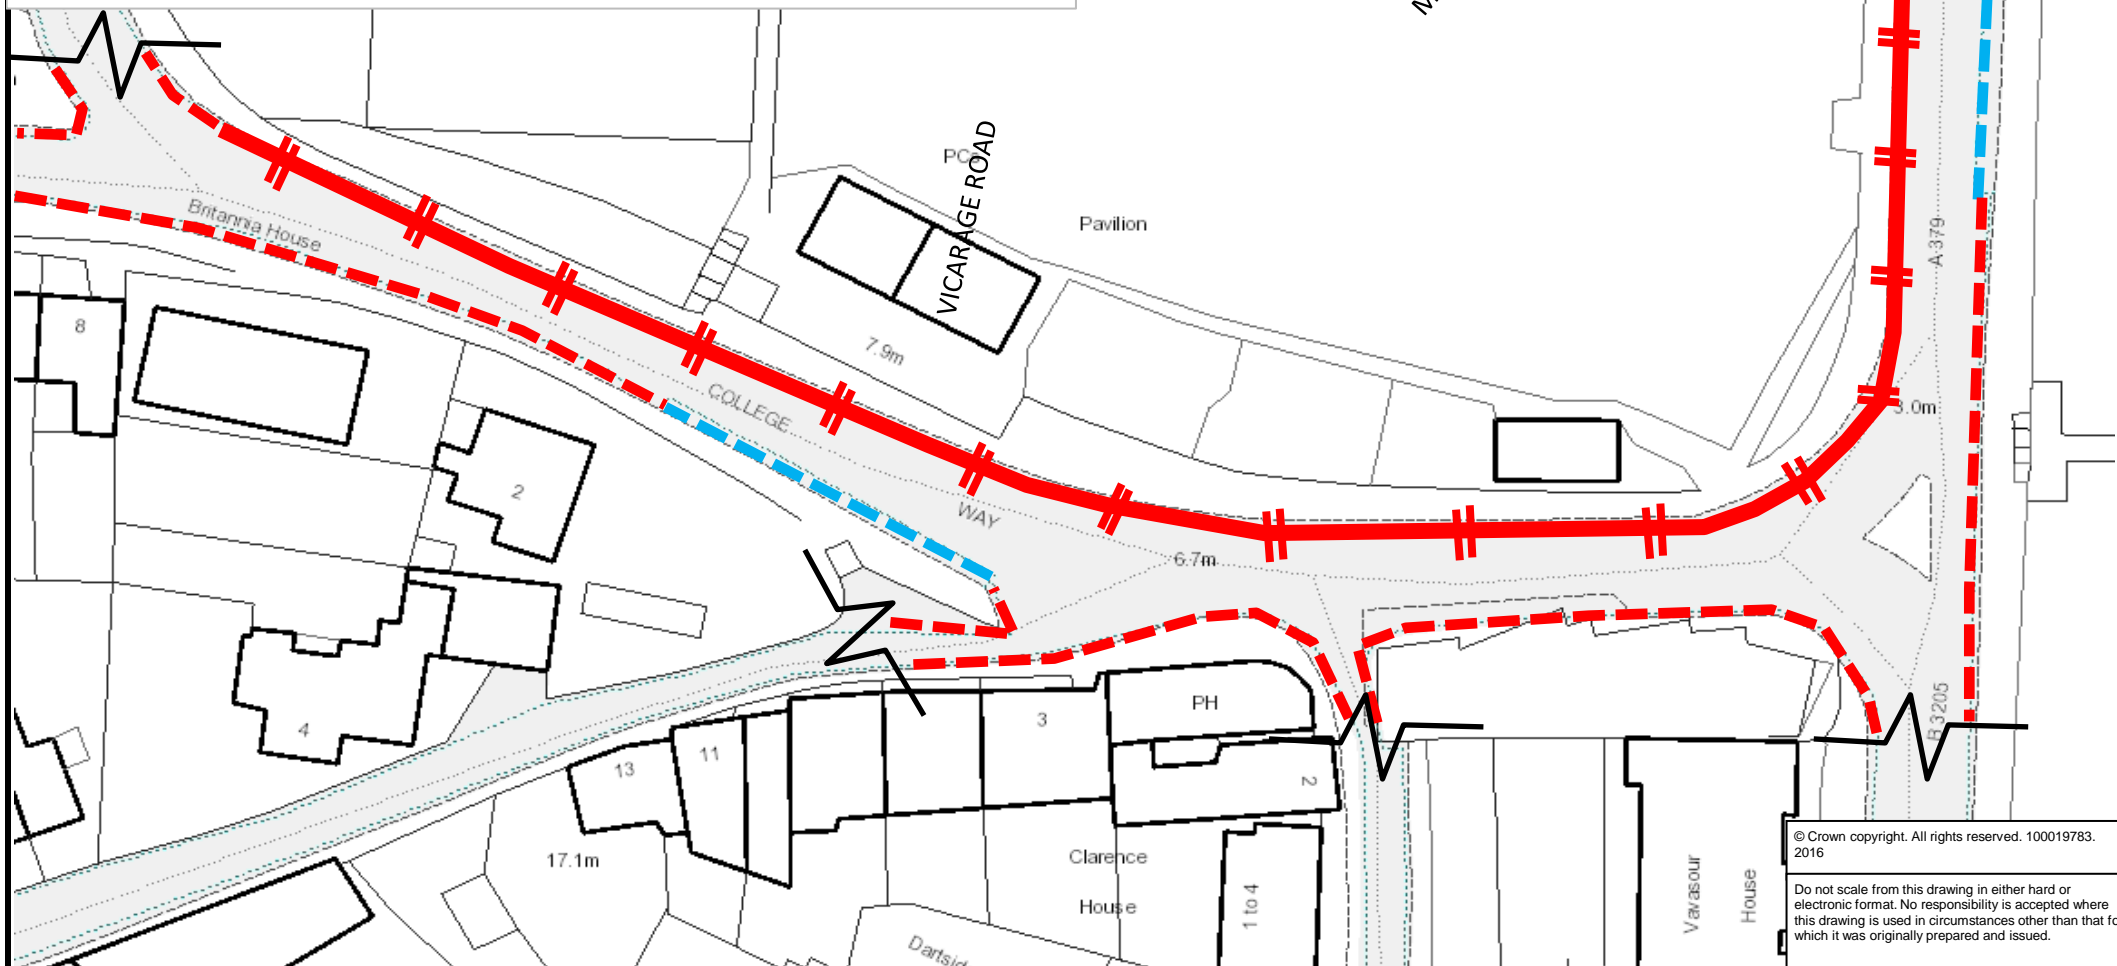 PCs
VICARAGE ROAD
Pavilion
A 379
Britannia House
8
7.9m
COLLEGE
WAY
3.0m
2
6.7m
4
13
11
3
PH
2
B 3205
17.1m
Clarence
House
1 to 4
Vavasour
House
© Crown copyright. All rights reserved. 100019783.
2016
Do not scale from this drawing in either hard or
electronic format. No responsibility is accepted where
this drawing is used in circumstances other than that fo
which it was originally prepared and issued.
Dartsid